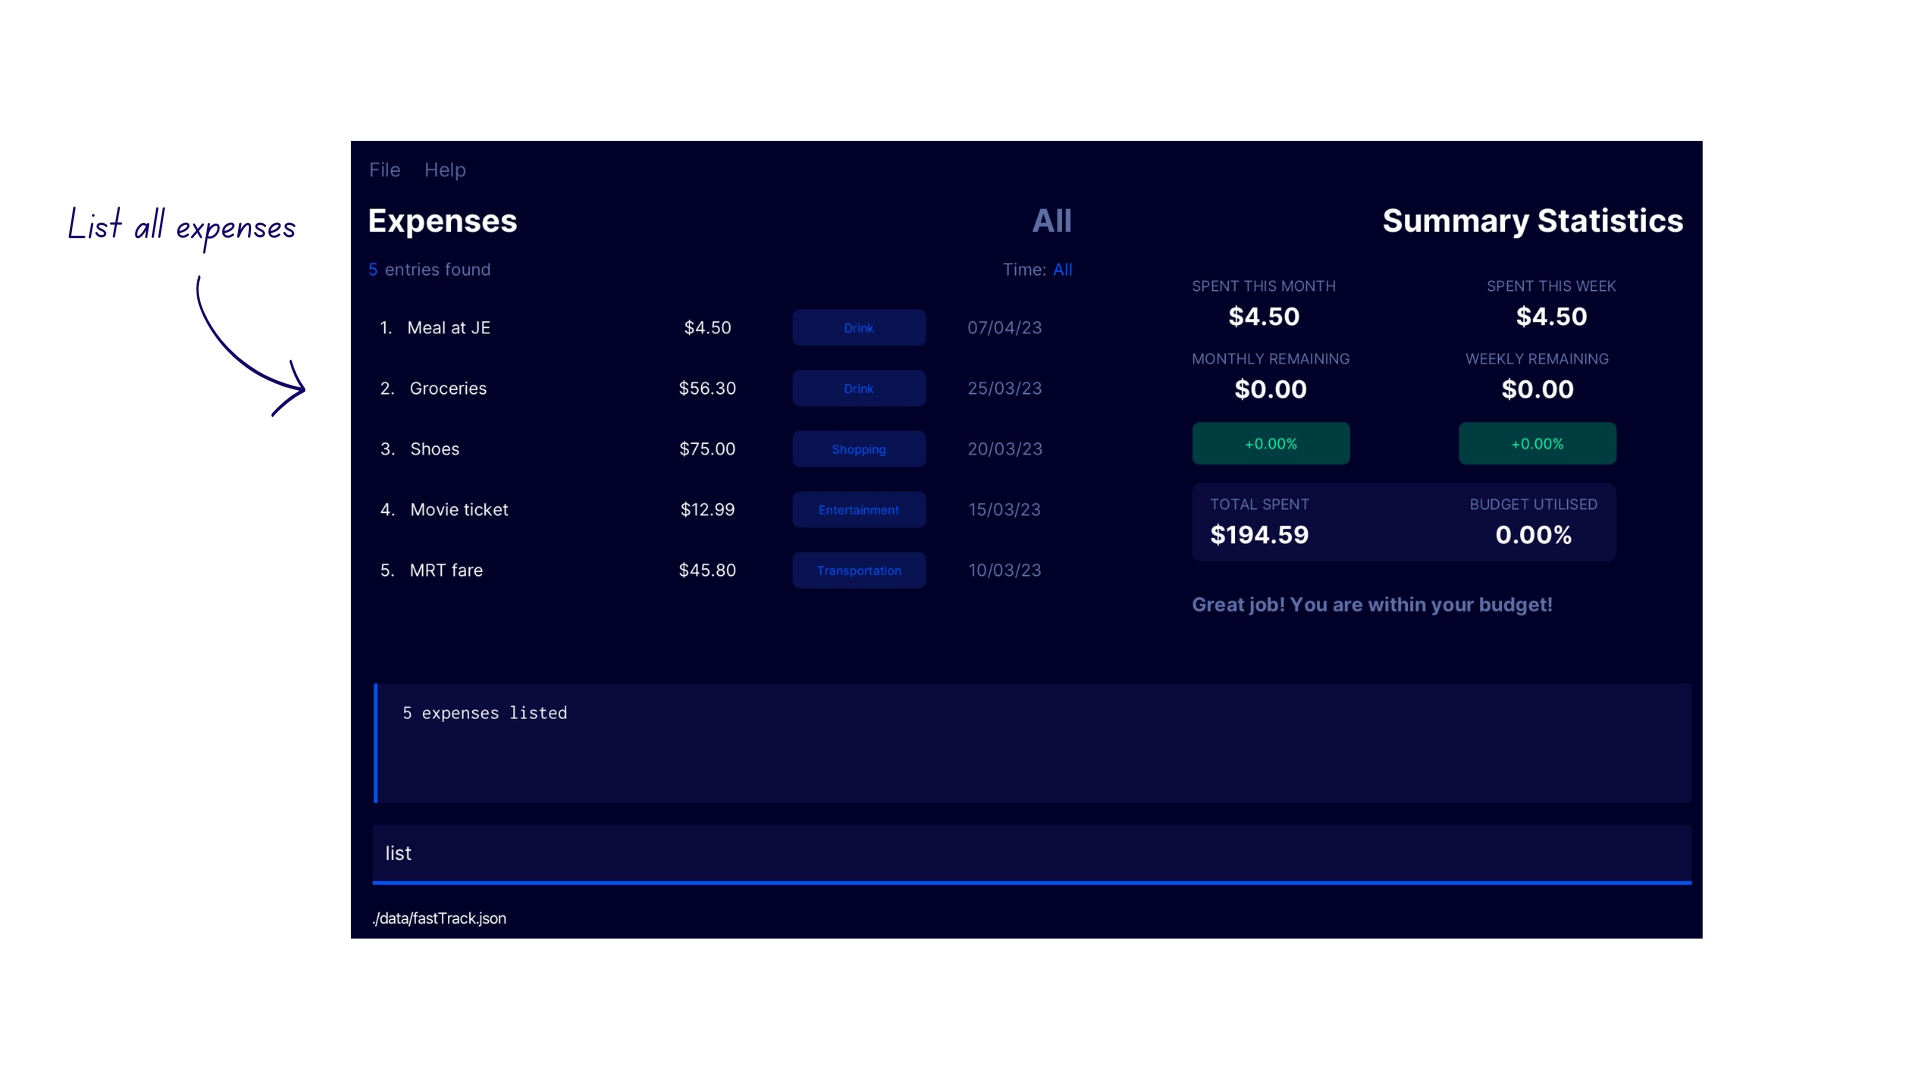 List all expenses
File Help
Expenses All
5 entries found Time: All
1. Meal at JE $4.50 Drink 07/04/23
2. Groceries $56.30 Drink 25/03/23
3. Shoes $75.00 Shopping 20/03/23
4. Movie ticket $12.99 Entertainment 15/03/23
5. MRT fare $45.80 Transportation 10/03/23
Summary Statistics
SPENT THIS MONTH SPENT THIS WEEK
$4.50 $4.50
MONTHLY REMAINING WEEKLY REMAINING
$0.00 $0.00
+0.00% +0.00%
TOTAL SPENT BUDGET UTILISED
$194.59 0.00%
Great job! You are within your budget!
5 expenses listed
list
./data/fastTrack.json